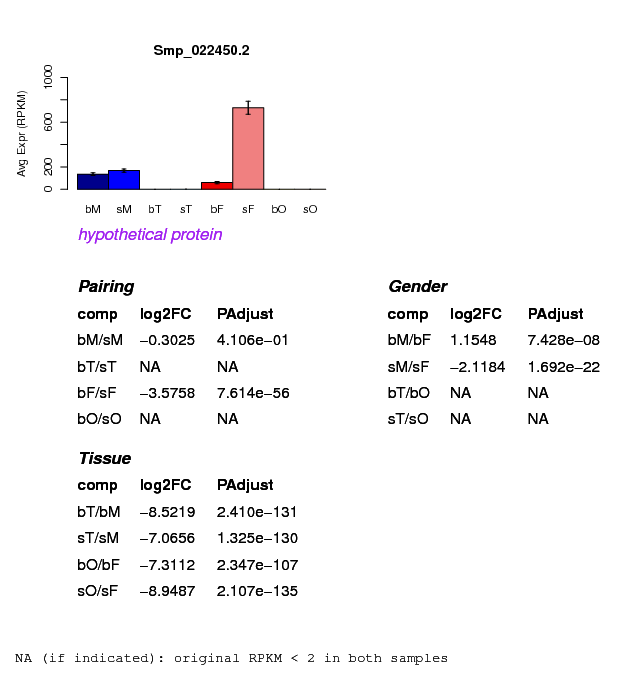 Smp_022450.2
Avg Expr (RPKM)
1000
600
200
0
bM sM bT sT bF sF bO sO
hypothetical protein
Pairing
comp log2FC PAdjust
bM/sM −0.3025 4.106e−01
bT/sT NA NA
bF/sF −3.5758 7.614e−56
bO/sO NA NA
Gender
comp log2FC PAdjust
bM/bF 1.1548 7.428e−08
sM/sF −2.1184 1.692e−22
bT/bO NA NA
sT/sO NA NA
Tissue
comp log2FC PAdjust
bT/bM −8.5219 2.410e−131
sT/sM −7.0656 1.325e−130
bO/bF −7.3112 2.347e−107
sO/sF −8.9487 2.107e−135
NA (if indicated): original RPKM < 2 in both samples